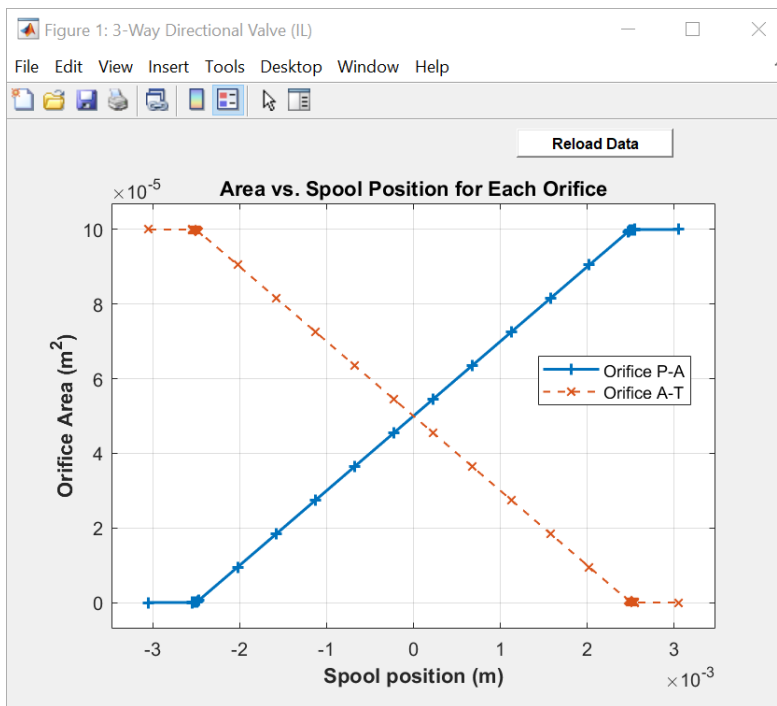 Figure 1: 3-Way Directional Valve (IL)
File Edit View Insert Tools Desktop Window Help
Reload Data
×10⁻⁵
Area vs. Spool Position for Each Orifice
10
8
6
4
2
0
Orifice Area (m²)
Orifice P-A
Orifice A-T
-3 -2 -1 0 1 2 3
Spool position (m)
×10⁻³